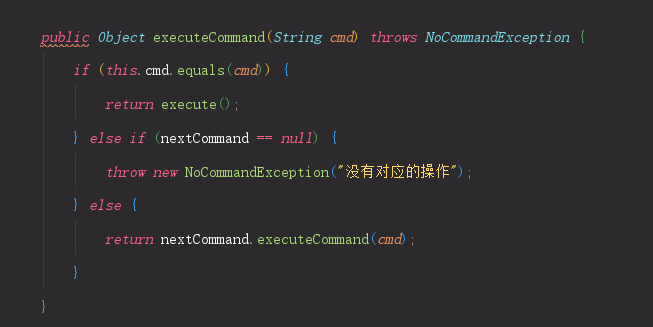 public Object executeCommand(String cmd) throws NoCommandException {
if (this.cmd.equals(cmd)) {
return execute();
} else if (nextCommand == null) {
throw new NoCommandException("没有对应的操作");
} else {
return nextCommand.executeCommand(cmd);
}
}